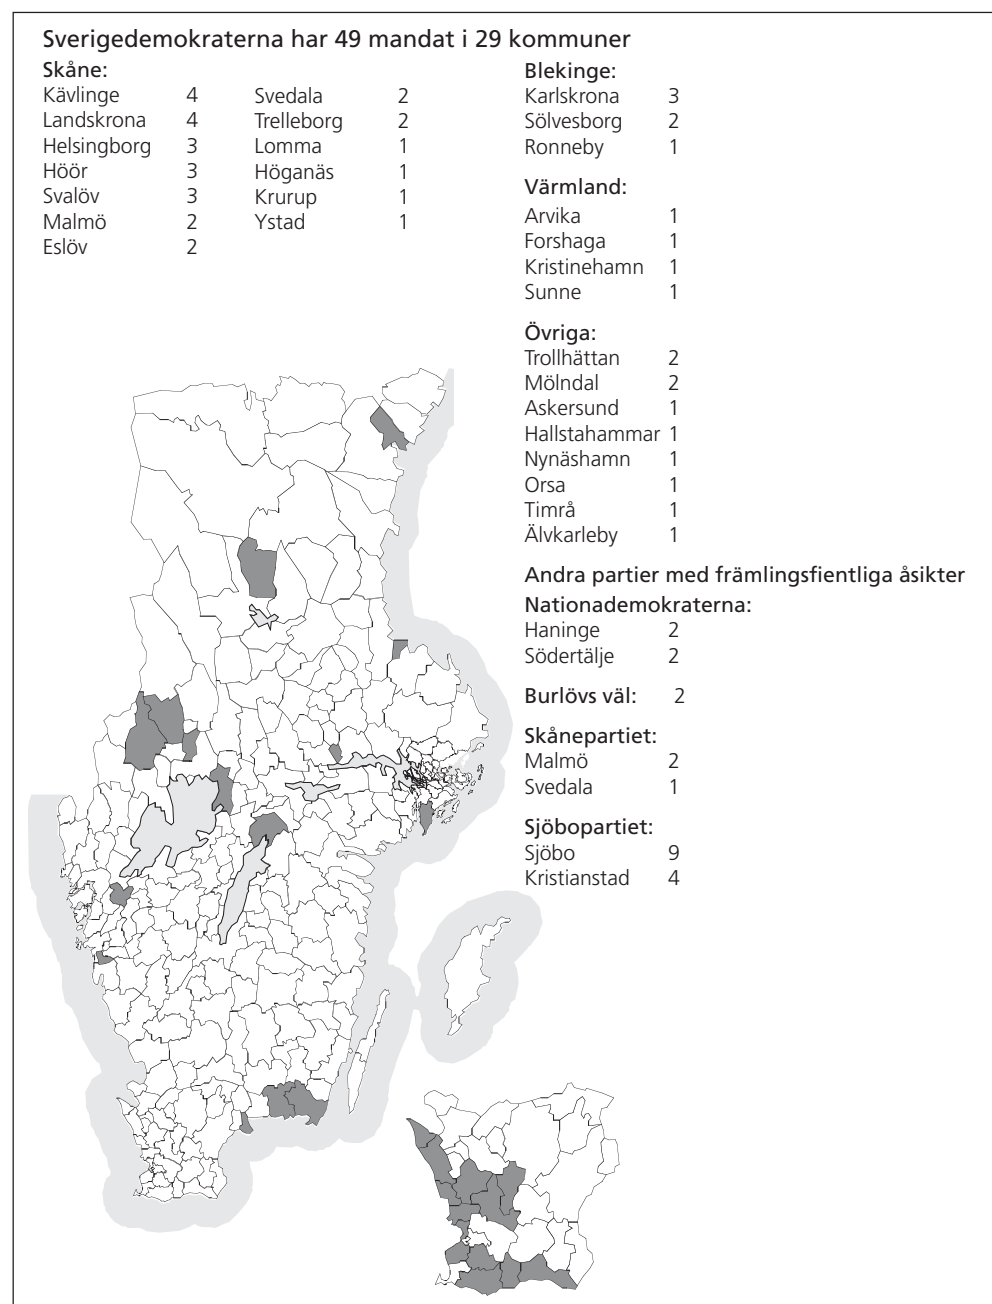 Sverigedemokraterna har 49 mandat i 29 kommuner
Skåne:
Kävlinge 4
Landskrona 4
Helsingborg 3
Höör 3
Svalöv 3
Malmö 2
Eslöv 2
Svedala 2
Trelleborg 2
Lomma 1
Höganäs 1
Krurup 1
Ystad 1
Blekinge:
Karlskrona 3
Sölvesborg 2
Ronneby 1
Värmland:
Arvika 1
Forshaga 1
Kristinehamn 1
Sunne 1
Övriga:
Trollhättan 2
Mölndal 2
Askersund 1
Hallstahammar 1
Nynäshamn 1
Orsa 1
Timrå 1
Älvkarleby 1
Andra partier med främlingsfientliga åsikter
Nationademokraterna:
Haninge 2
Södertälje 2
Burlövs väl: 2
Skånepartiet:
Malmö 2
Svedala 1
Sjöbopartiet:
Sjöbo 9
Kristianstad 4